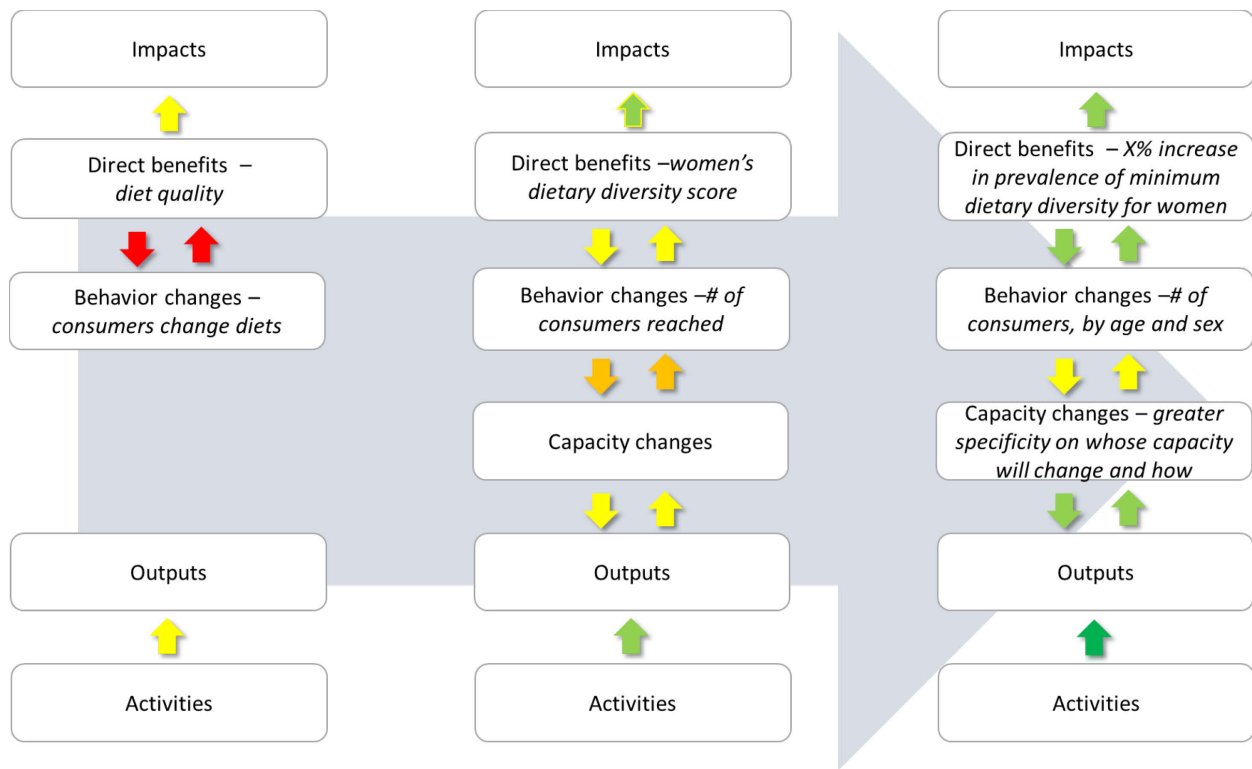 Impacts
Direct benefits –
diet quality
Behavior changes –
consumers change diets
Outputs
Activities
Impacts
Direct benefits –women's
dietary diversity score
Behavior changes –# of
consumers reached
Capacity changes
Outputs
Activities
Impacts
Direct benefits – X% increase
in prevalence of minimum
dietary diversity for women
Behavior changes –# of
consumers, by age and sex
Capacity changes – greater
specificity on whose capacity
will change and how
Outputs
Activities